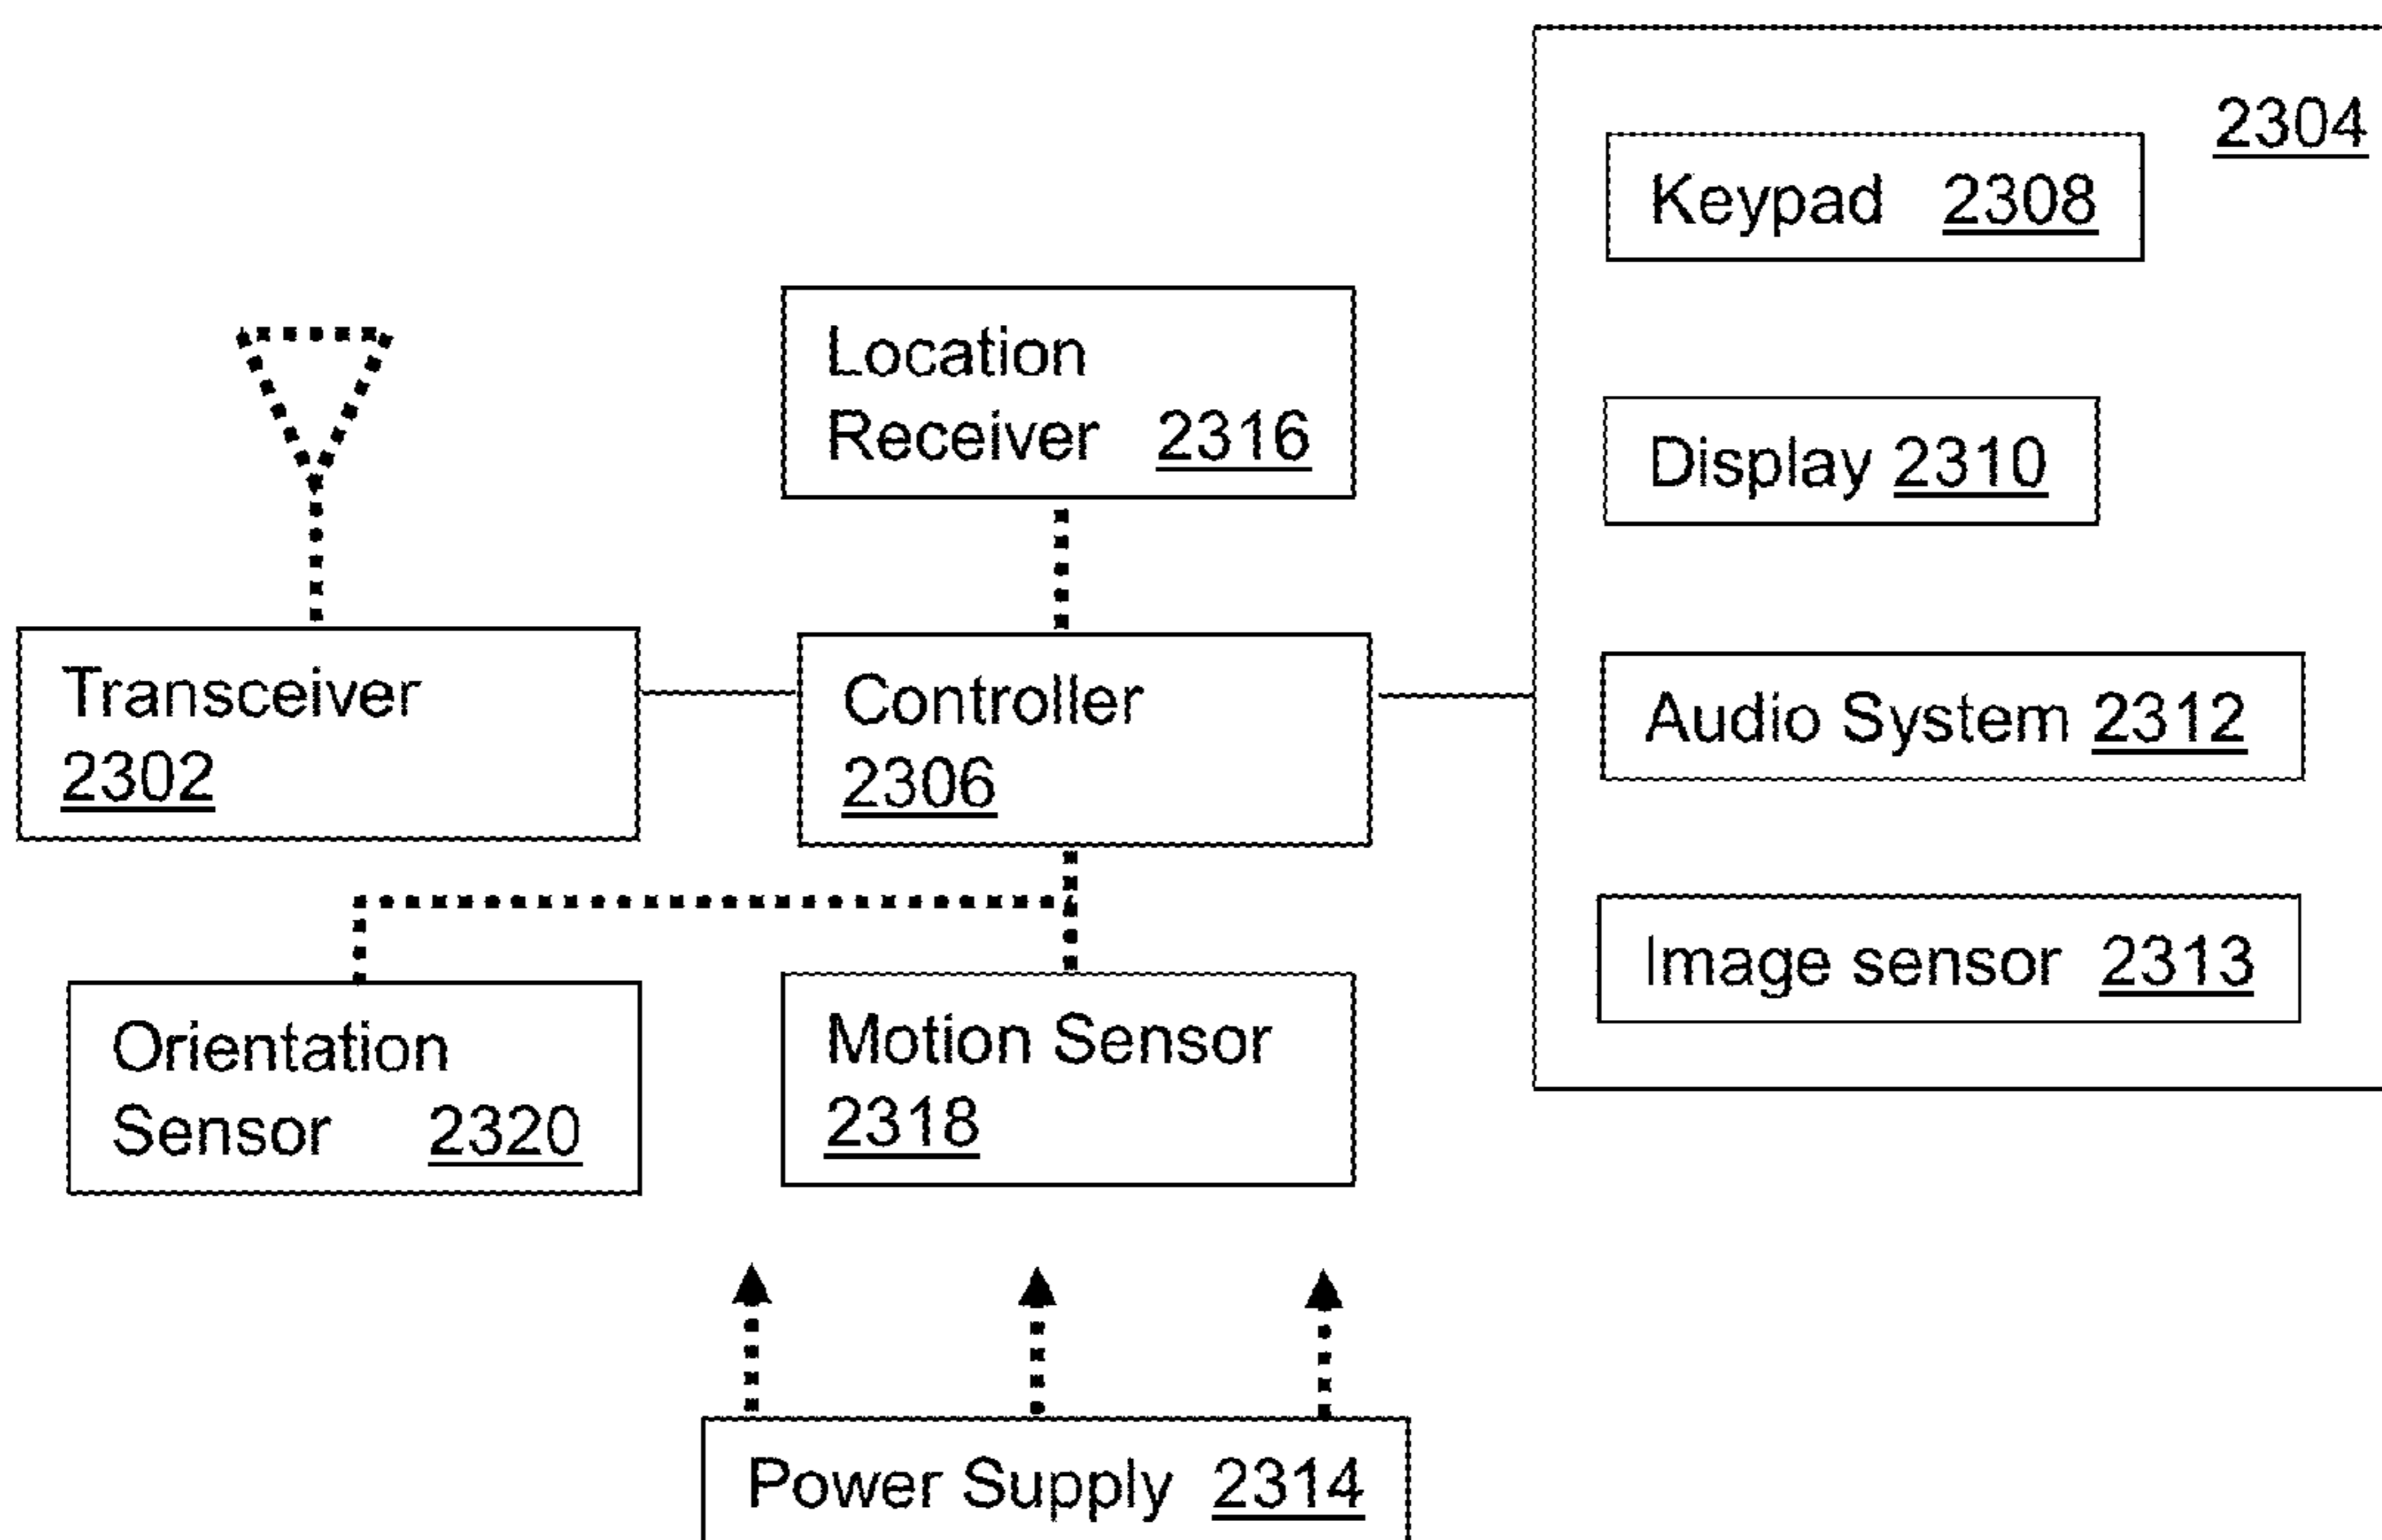 2304
Keypad 2308
Location
Receiver 2316
Display 2310
Transceiver
2302
Controller
2306
Audio System 2312
Image sensor 2313
Orientation
Sensor 2320
Motion Sensor
2318
Power Supply 2314